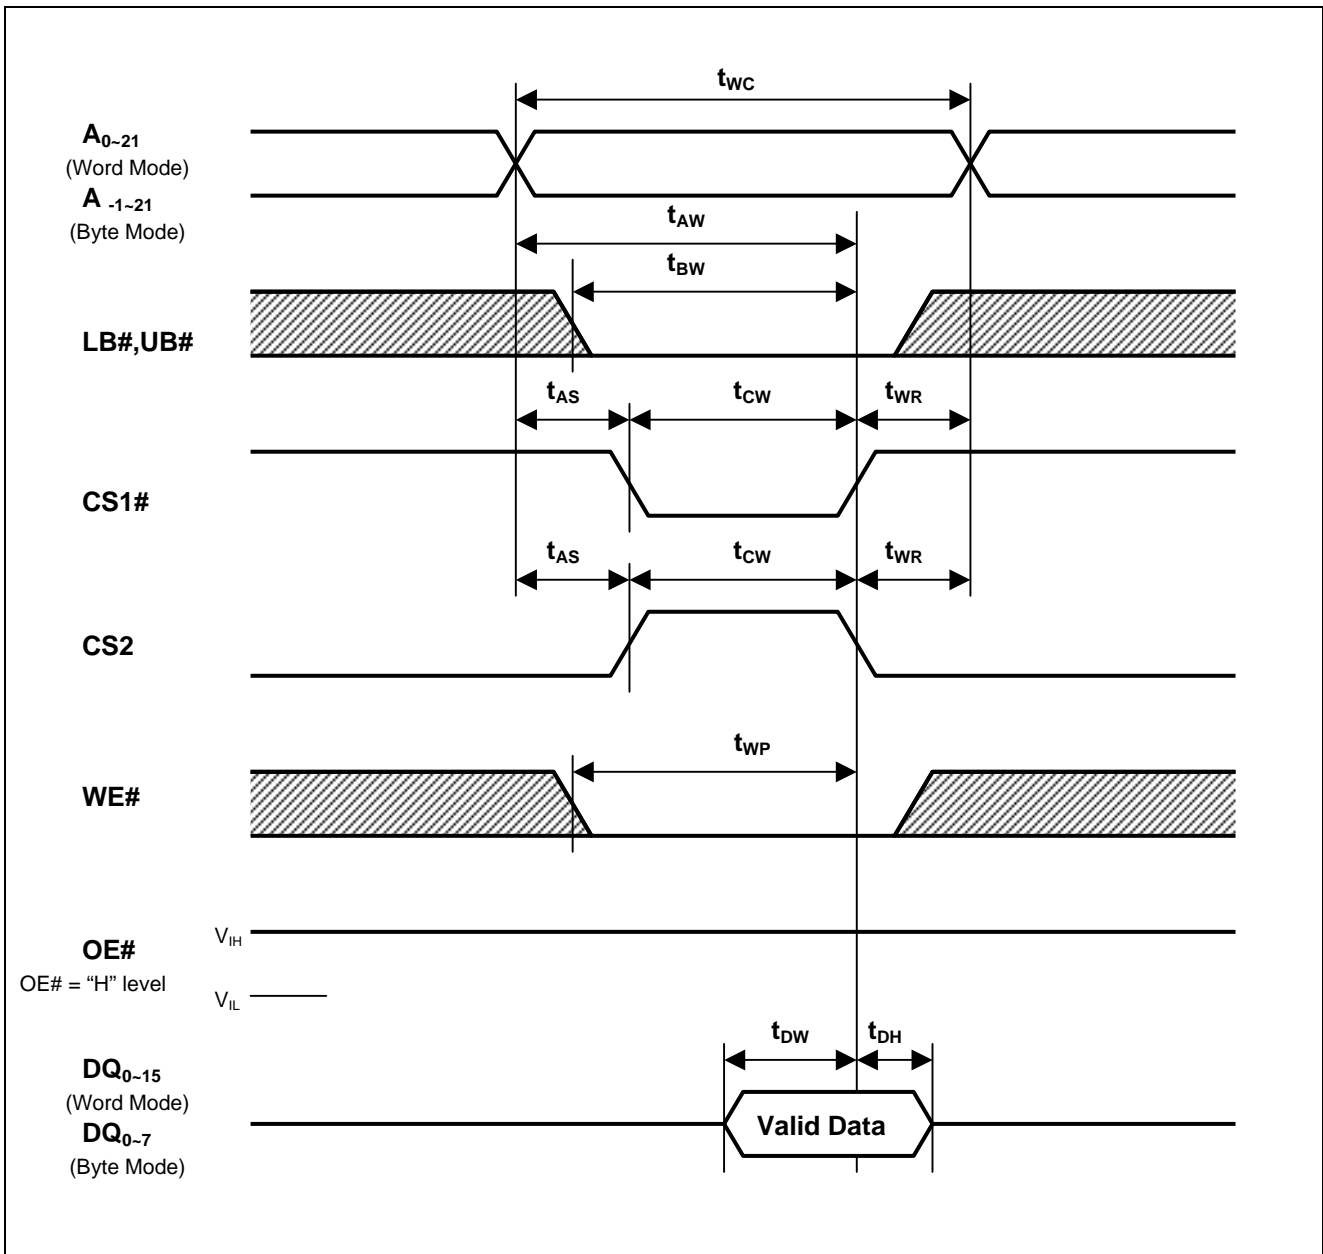 tWC
A0~21
(Word Mode)
A -1~21
(Byte Mode)
tAW
tBW
LB#,UB#
tAS tCW tWR
CS1#
tAS tCW tWR
CS2
tWP
WE#
VIH
OE#
OE# = “H” level
VIL
tDW tDH
DQ0~15
(Word Mode)
Valid Data
DQ0~7
(Byte Mode)